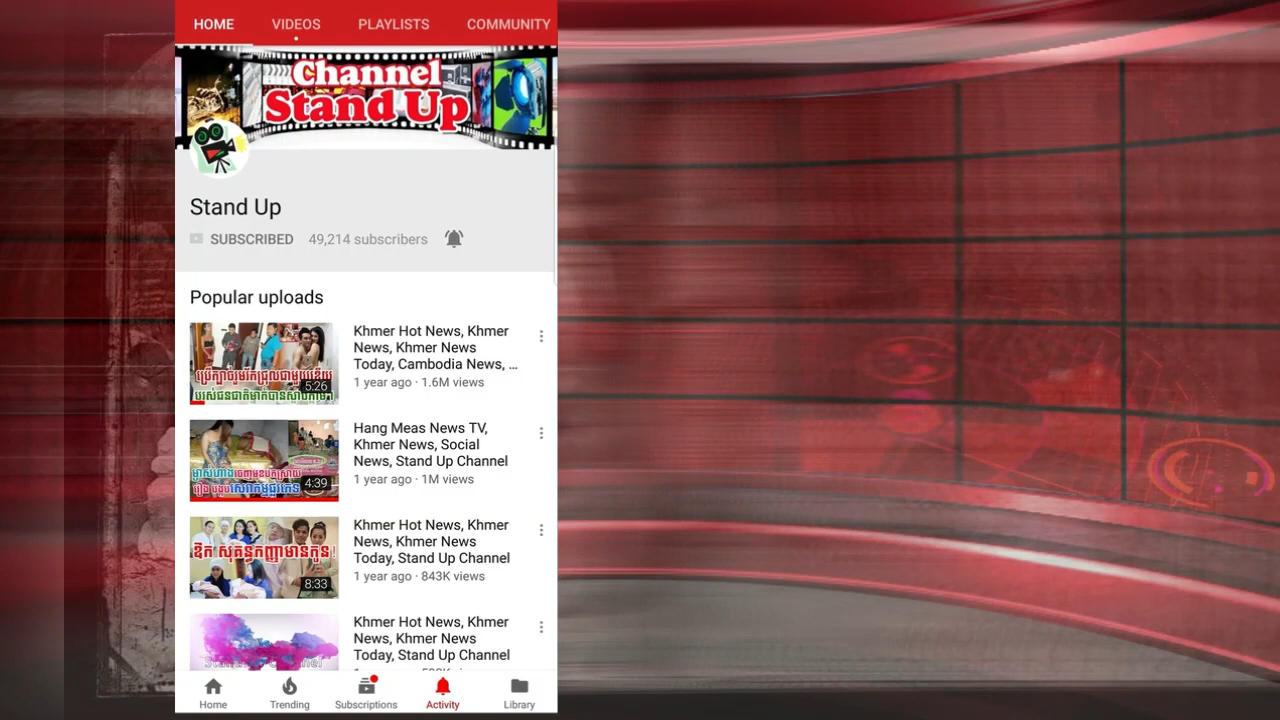 HOME VIDEOS PLAYLISTS COMMUNITY
Channel
Stand Up
Stand Up
SUBSCRIBED 49,214 subscribers
Popular uploads
Khmer Hot News, Khmer
News, Khmer News
Today, Cambodia News, ...
1 year ago · 1.6M views
5:26
Hang Meas News TV,
Khmer News, Social
News, Stand Up Channel
1 year ago · 1M views
4:39
Khmer Hot News, Khmer
News, Khmer News
Today, Stand Up Channel
1 year ago · 843K views
8:33
Khmer Hot News, Khmer
News, Khmer News
Today, Stand Up Channel
Home Trending Subscriptions Activity Library